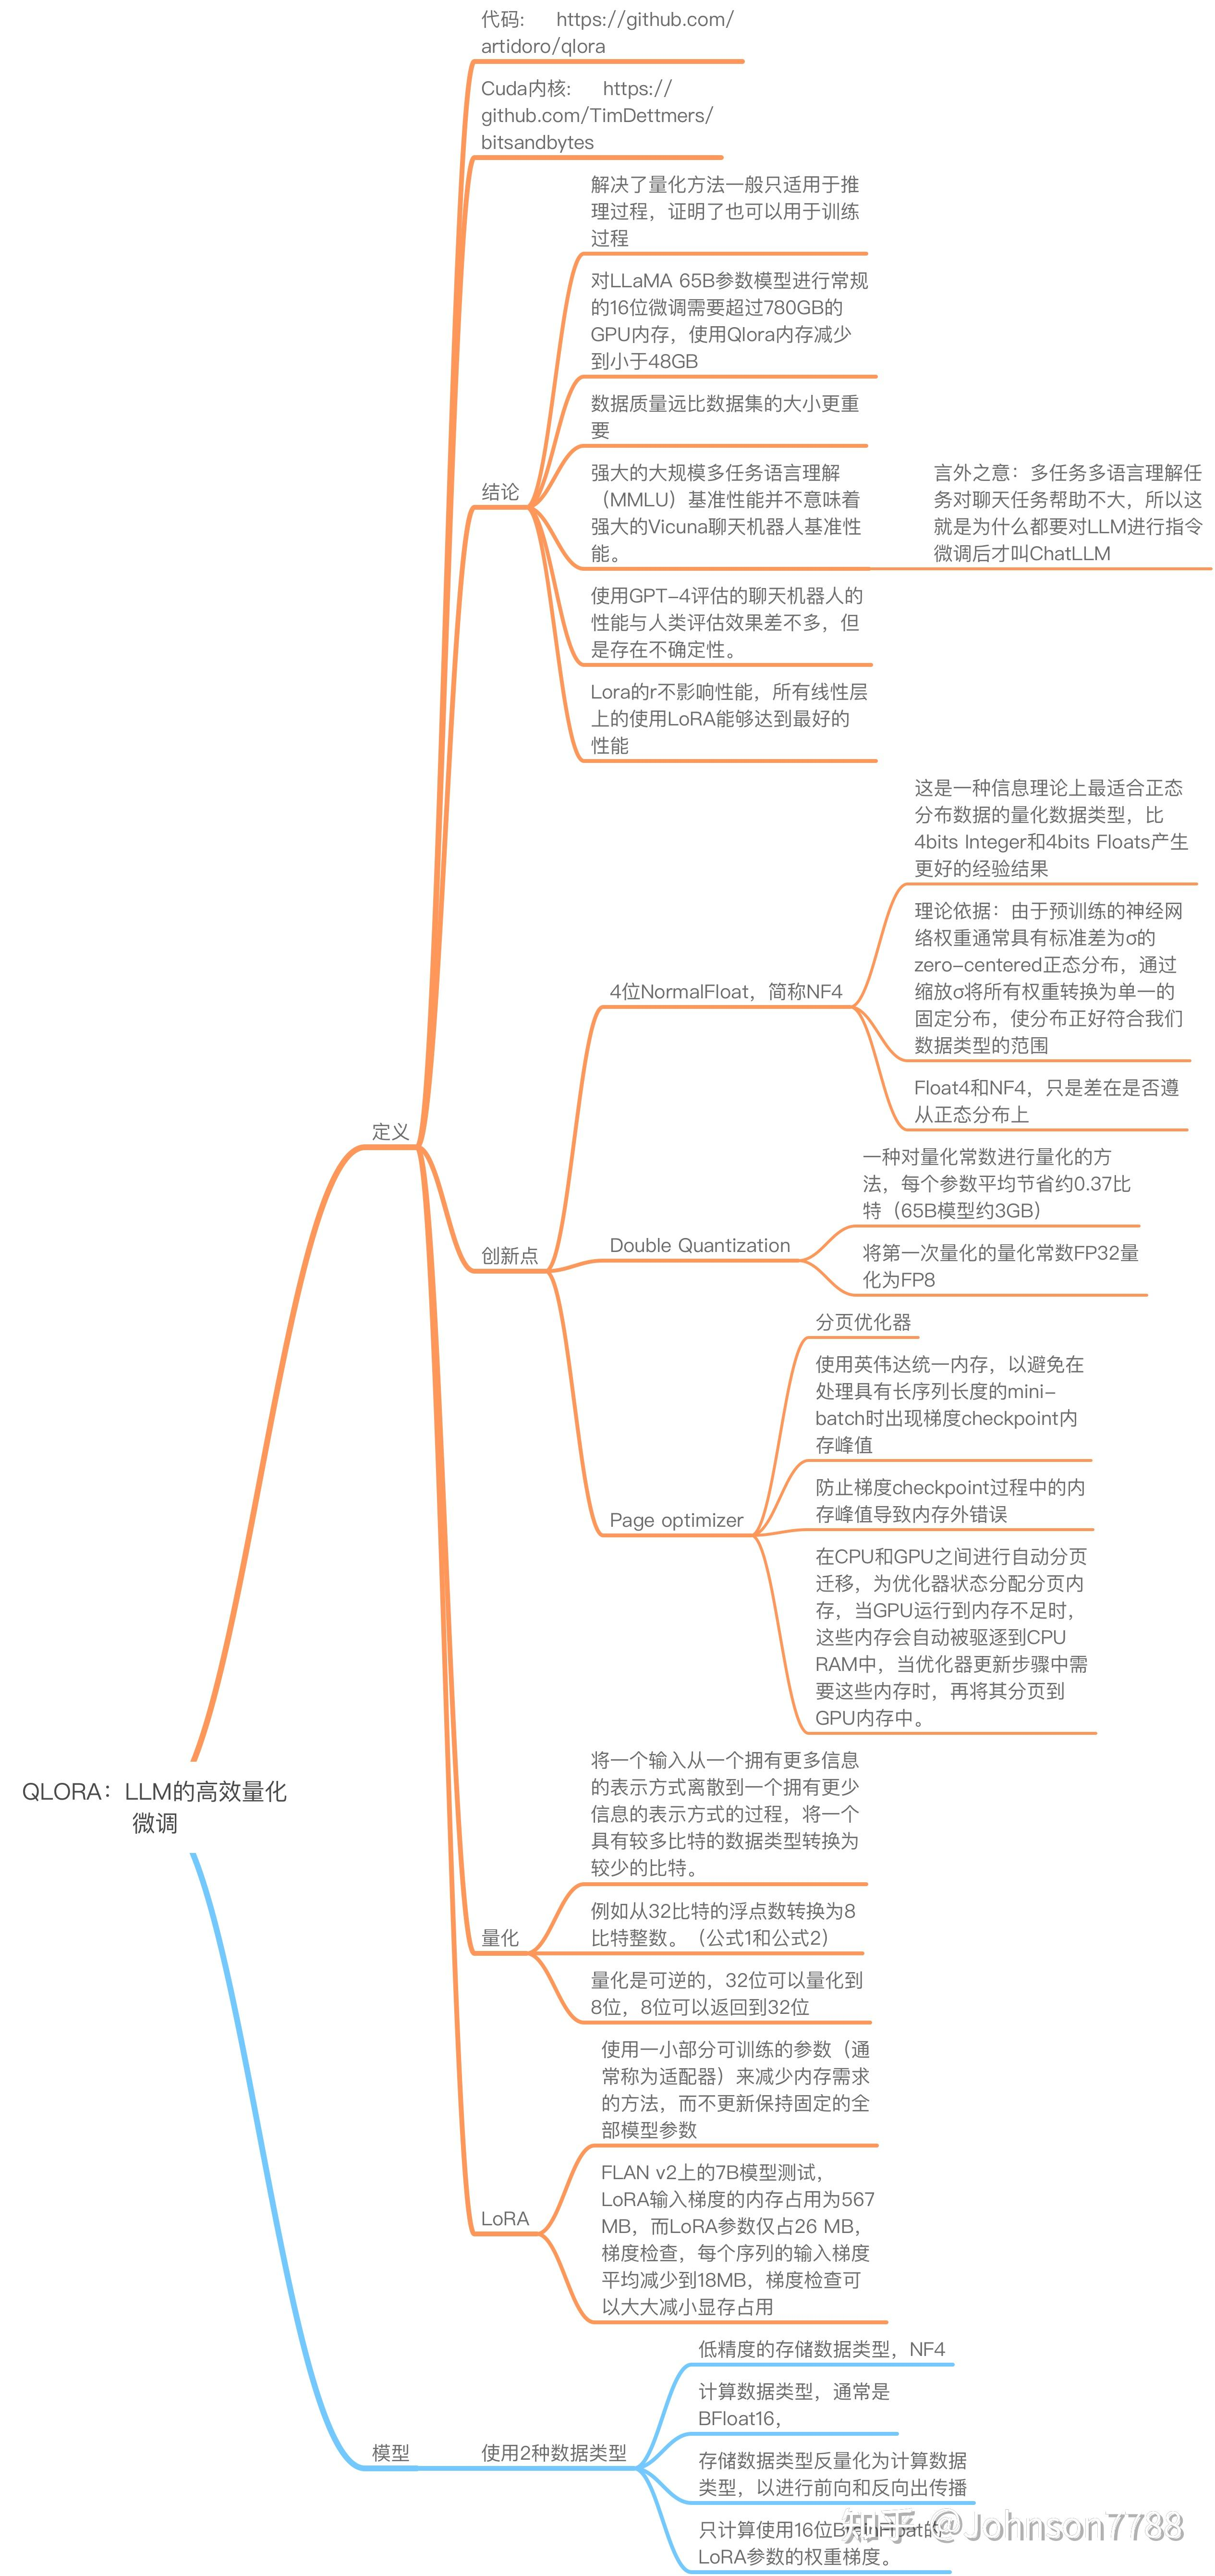 代码: https://github.com/
artidoro/qlora
Cuda内核: https://
github.com/TimDettmers/
bitsandbytes
解决了量化方法一般只适用于推
理过程，证明了也可以用于训练
过程
对LLaMA 65B参数模型进行常规
的16位微调需要超过780GB的
GPU内存，使用Qlora内存减少
到小于48GB
数据质量远比数据集的大小更重
要
结论
强大的大规模多任务语言理解
（MMLU）基准性能并不意味着
强大的Vicuna聊天机器人基准性
能。
言外之意：多任务多语言理解任
务对聊天任务帮助不大，所以这
就是为什么都要对LLM进行指令
微调后才叫ChatLLM
使用GPT-4评估的聊天机器人的
性能与人类评估效果差不多，但
是存在不确定性。
Lora的r不影响性能，所有线性层
上的使用LoRA能够达到最好的
性能
这是一种信息理论上最适合正态
分布数据的量化数据类型，比
4bits Integer和4bits Floats产生
更好的经验结果
理论依据：由于预训练的神经网
络权重通常具有标准差为σ的
zero-centered正态分布，通过
缩放σ将所有权重转换为单一的
固定分布，使分布正好符合我们
数据类型的范围
4位NormalFloat，简称NF4
Float4和NF4，只是差在是否遵
从正态分布上
定义
一种对量化常数进行量化的方
法，每个参数平均节省约0.37比
特（65B模型约3GB）
Double Quantization
创新点
将第一次量化的量化常数FP32量
化为FP8
分页优化器
使用英伟达统一内存，以避免在
处理具有长序列长度的mini-
batch时出现梯度checkpoint内
存峰值
防止梯度checkpoint过程中的内
存峰值导致内存外错误
Page optimizer
在CPU和GPU之间进行自动分页
迁移，为优化器状态分配分页内
存，当GPU运行到内存不足时，
这些内存会自动被驱逐到CPU
RAM中，当优化器更新步骤中需
要这些内存时，再将其分页到
GPU内存中。
QLORA：LLM的高效量化
微调
将一个输入从一个拥有更多信息
的表示方式离散到一个拥有更少
信息的表示方式的过程，将一个
具有较多比特的数据类型转换为
较少的比特。
量化
例如从32比特的浮点数转换为8
比特整数。（公式1和公式2）
量化是可逆的，32位可以量化到
8位，8位可以返回到32位
使用一小部分可训练的参数（通
常称为适配器）来减少内存需求
的方法，而不更新保持固定的全
部模型参数
LoRA
FLAN v2上的7B模型测试，
LoRA输入梯度的内存占用为567
MB，而LoRA参数仅占26 MB，
梯度检查，每个序列的输入梯度
平均减少到18MB，梯度检查可
以大大减小显存占用
低精度的存储数据类型，NF4
计算数据类型，通常是
BFloat16，
模型
使用2种数据类型
存储数据类型反量化为计算数据
类型，以进行前向和反向出传播
只计算使用16位BrainFloat的
LoRA参数的权重梯度。
知乎 @Johnson7788